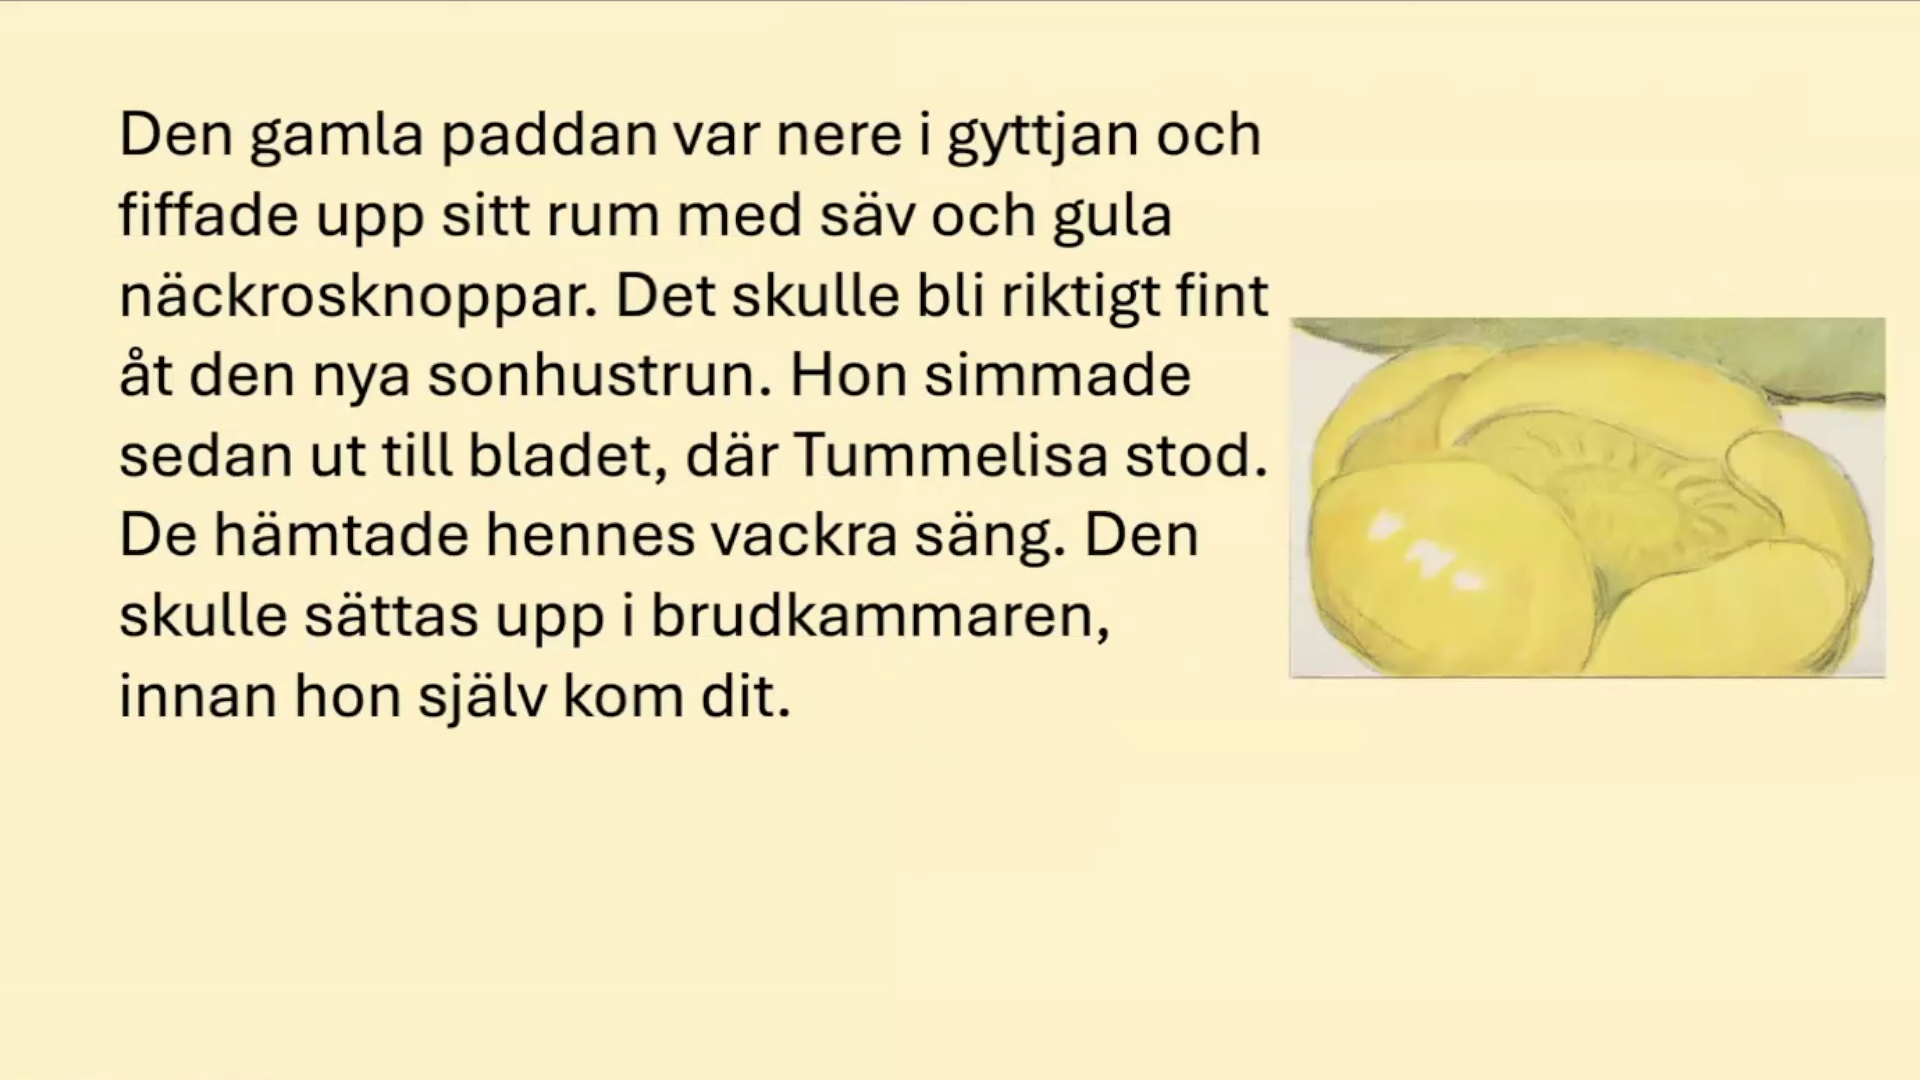 Den gamla paddan var nere i gyttjan och
fiffade upp sitt rum med säv och gula
näckrosknoppar. Det skulle bli riktigt fint
åt den nya sonhustrun. Hon simmade
sedan ut till bladet, där Tummelisa stod.
De hämtade hennes vackra säng. Den
skulle sättas upp i brudkammaren,
innan hon själv kom dit.